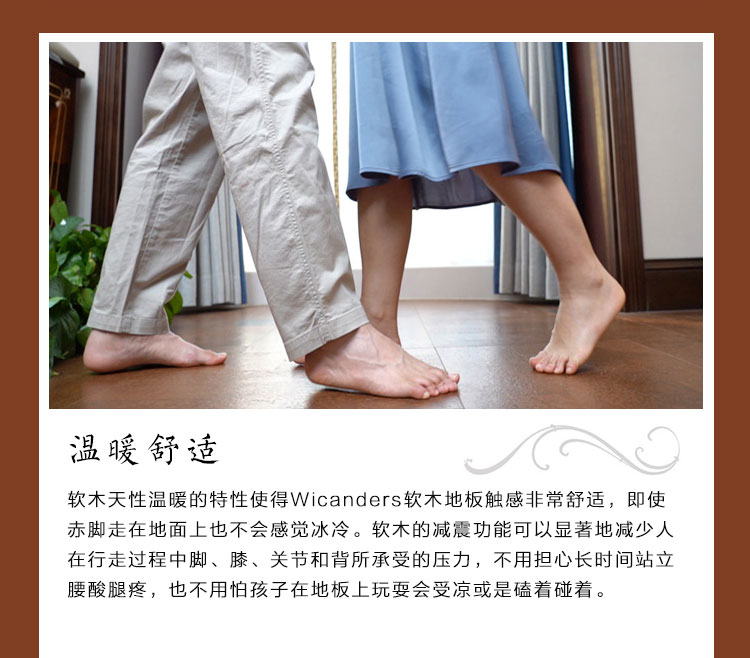 温暖舒适
软木天性温暖的特性使得Wicanders软木地板触感非常舒适，即使
赤脚走在地面上也不会感觉冰冷。软木的减震功能可以显著地减少人
在行走过程中脚、膝、关节和背所承受的压力，不用担心长时间站立
腰酸腿疼，也不用怕孩子在地板上玩耍会受凉或是磕着碰着。